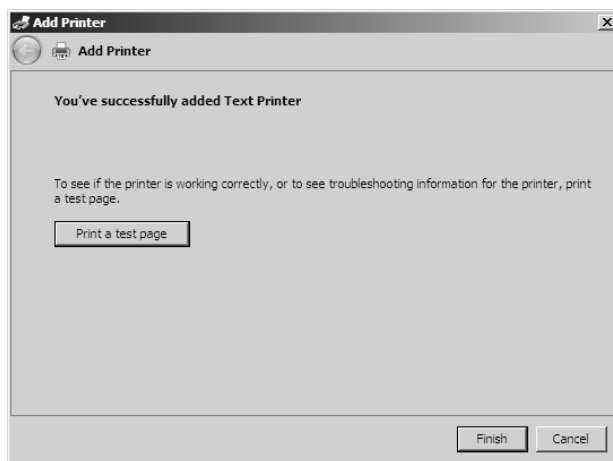 Add Printer
Add Printer
You've successfully added Text Printer
To see if the printer is working correctly, or to see troubleshooting information for the printer, print
a test page.
Print a test page
Finish Cancel